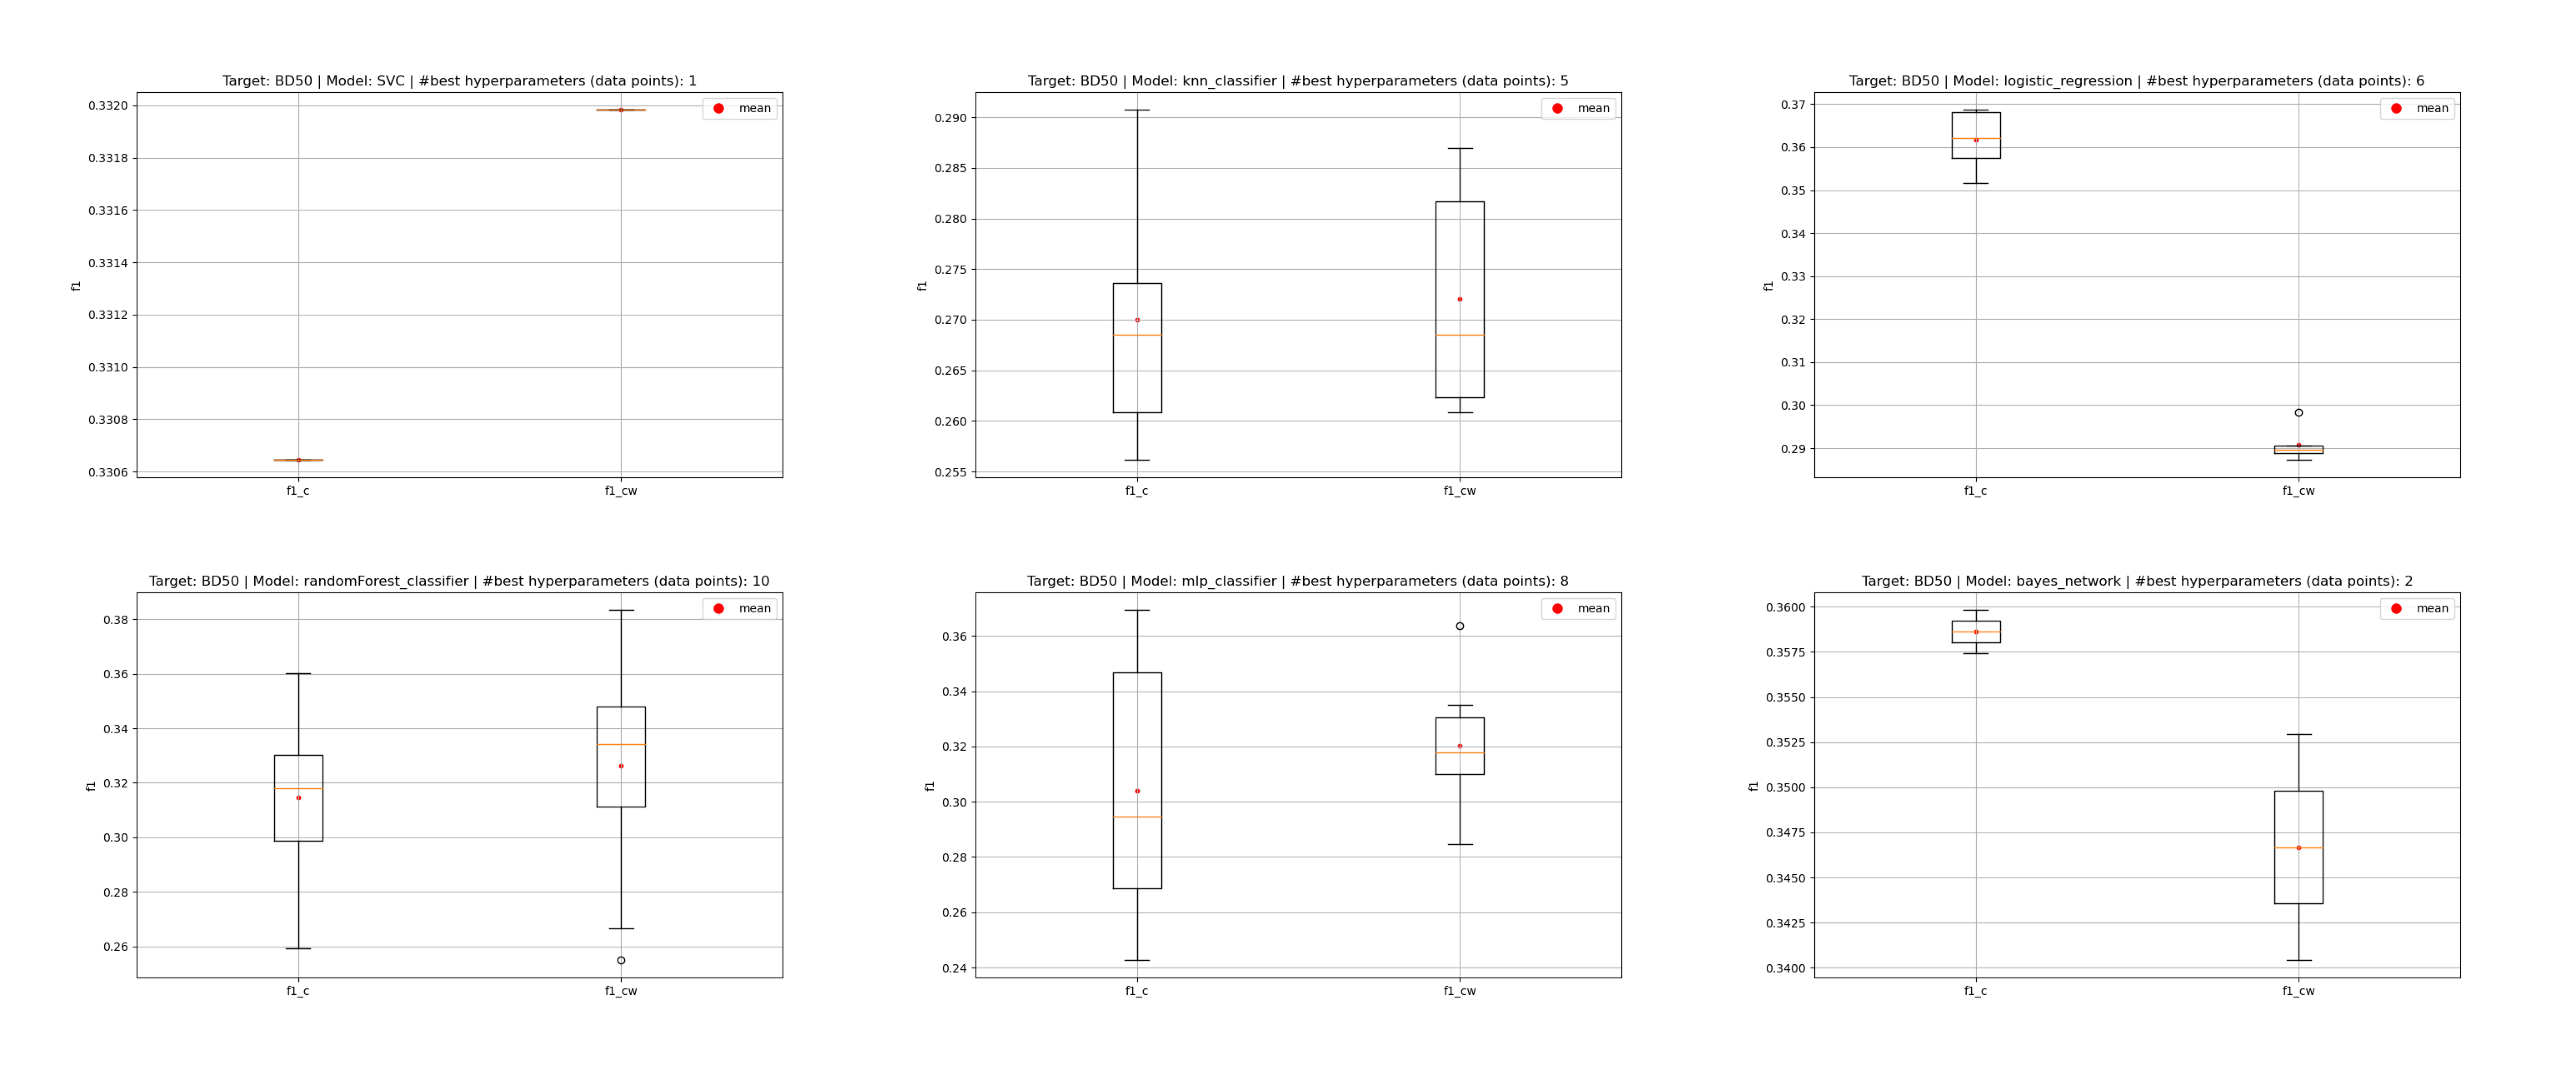 Target: BD50 | Model: SVC | #best hyperparameters (data points): 1
mean
0.3320
0.3318
0.3316
0.3314
0.3312
0.3310
0.3308
0.3306
f1
f1_c
f1_cw
Target: BD50 | Model: knn_classifier | #best hyperparameters (data points): 5
mean
0.290
0.285
0.280
0.275
0.270
0.265
0.260
0.255
f1
f1_c
f1_cw
Target: BD50 | Model: logistic_regression | #best hyperparameters (data points): 6
mean
0.37
0.36
0.35
0.34
0.33
0.32
0.31
0.30
0.29
f1
f1_c
f1_cw
Target: BD50 | Model: randomForest_classifier | #best hyperparameters (data points): 10
mean
0.38
0.36
0.34
0.32
0.30
0.28
0.26
f1
f1_c
f1_cw
Target: BD50 | Model: mlp_classifier | #best hyperparameters (data points): 8
mean
0.36
0.34
0.32
0.30
0.28
0.26
0.24
f1
f1_c
f1_cw
Target: BD50 | Model: bayes_network | #best hyperparameters (data points): 2
mean
0.3600
0.3575
0.3550
0.3525
0.3500
0.3475
0.3450
0.3425
0.3400
f1
f1_c
f1_cw